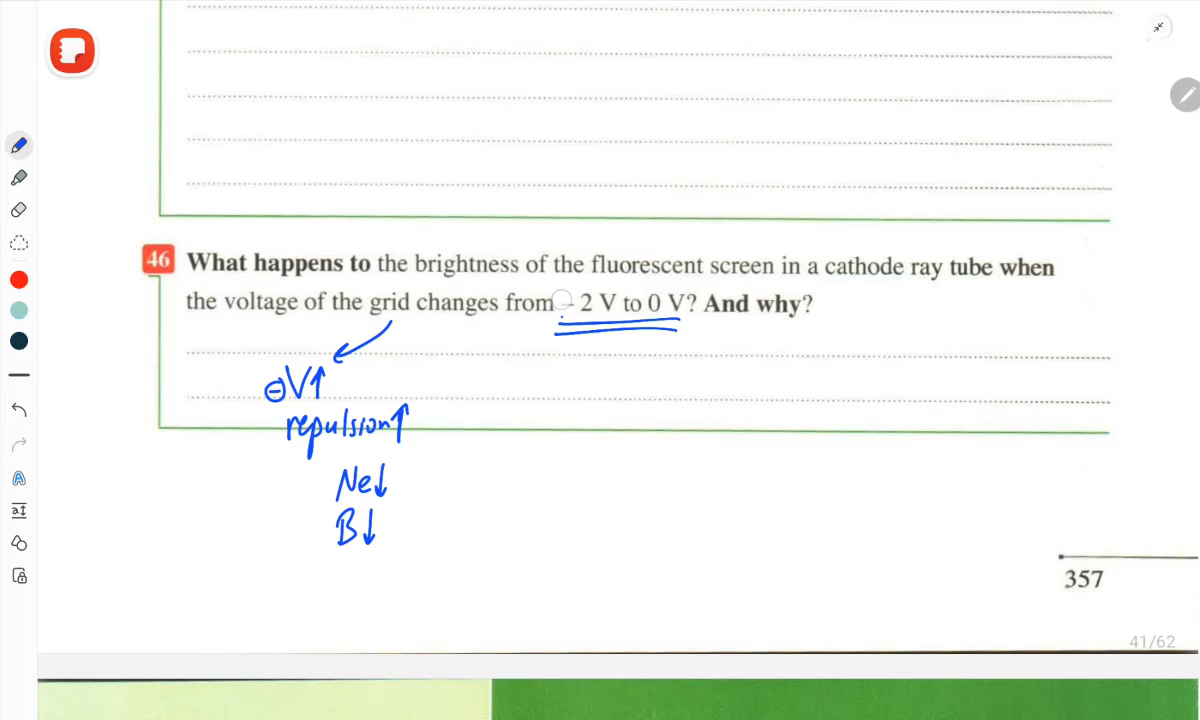 46 What happens to the brightness of the fluorescent screen in a cathode ray tube when
the voltage of the grid changes from – 2 V to 0 V? And why?
⊖V↑
repulsion↑
Ne↓
B↓
357
41/62